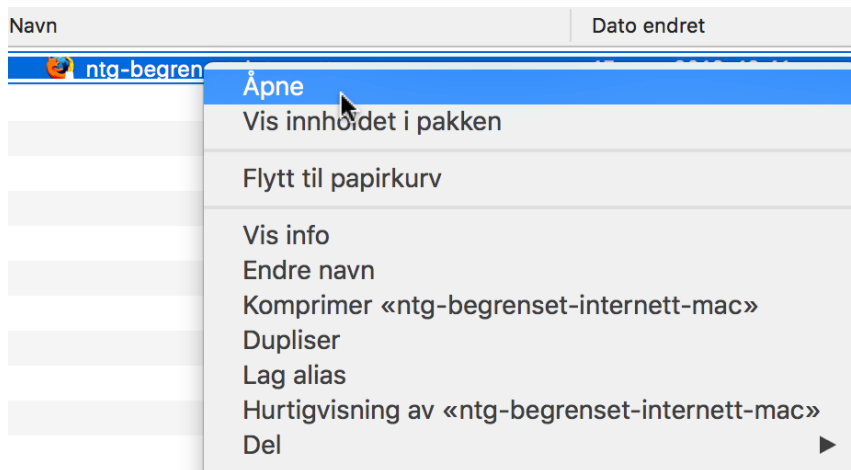 Navn Dato endret
ntg-begren
Åpne
Vis innholdet i pakken
Flytt til papirkurv
Vis info
Endre navn
Komprimer «ntg-begrenset-internett-mac»
Dupliser
Lag alias
Hurtigvisning av «ntg-begrenset-internett-mac»
Del